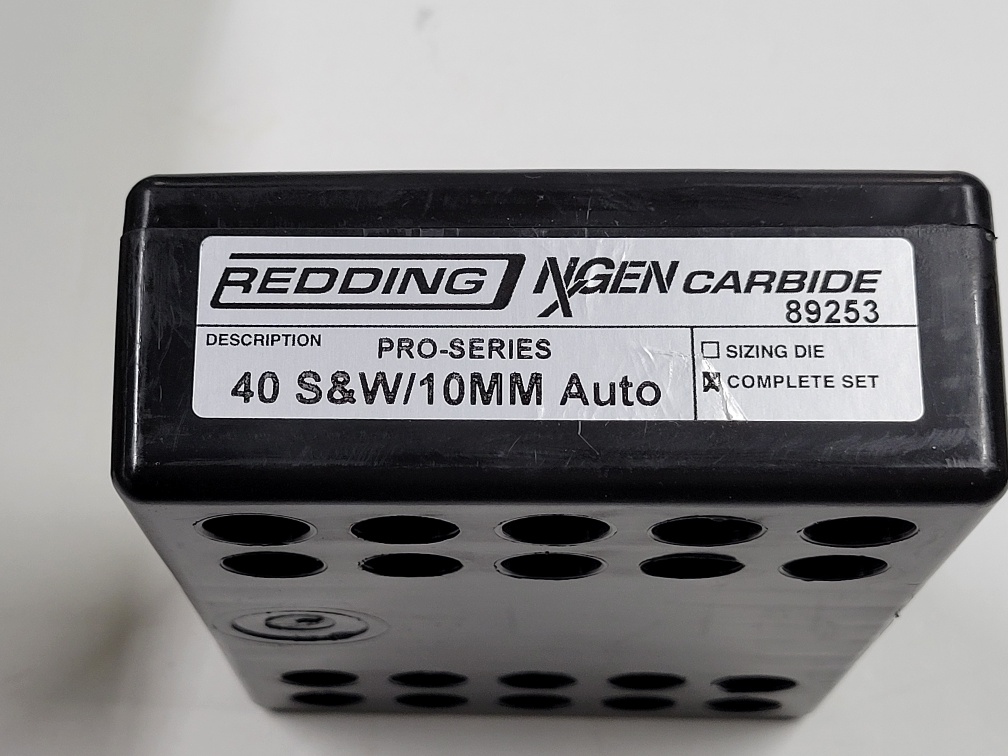 REDDING NXGEN CARBIDE
89253
DESCRIPTION
PRO-SERIES
40 S&W/10MM Auto
☐ SIZING DIE
☒ COMPLETE SET